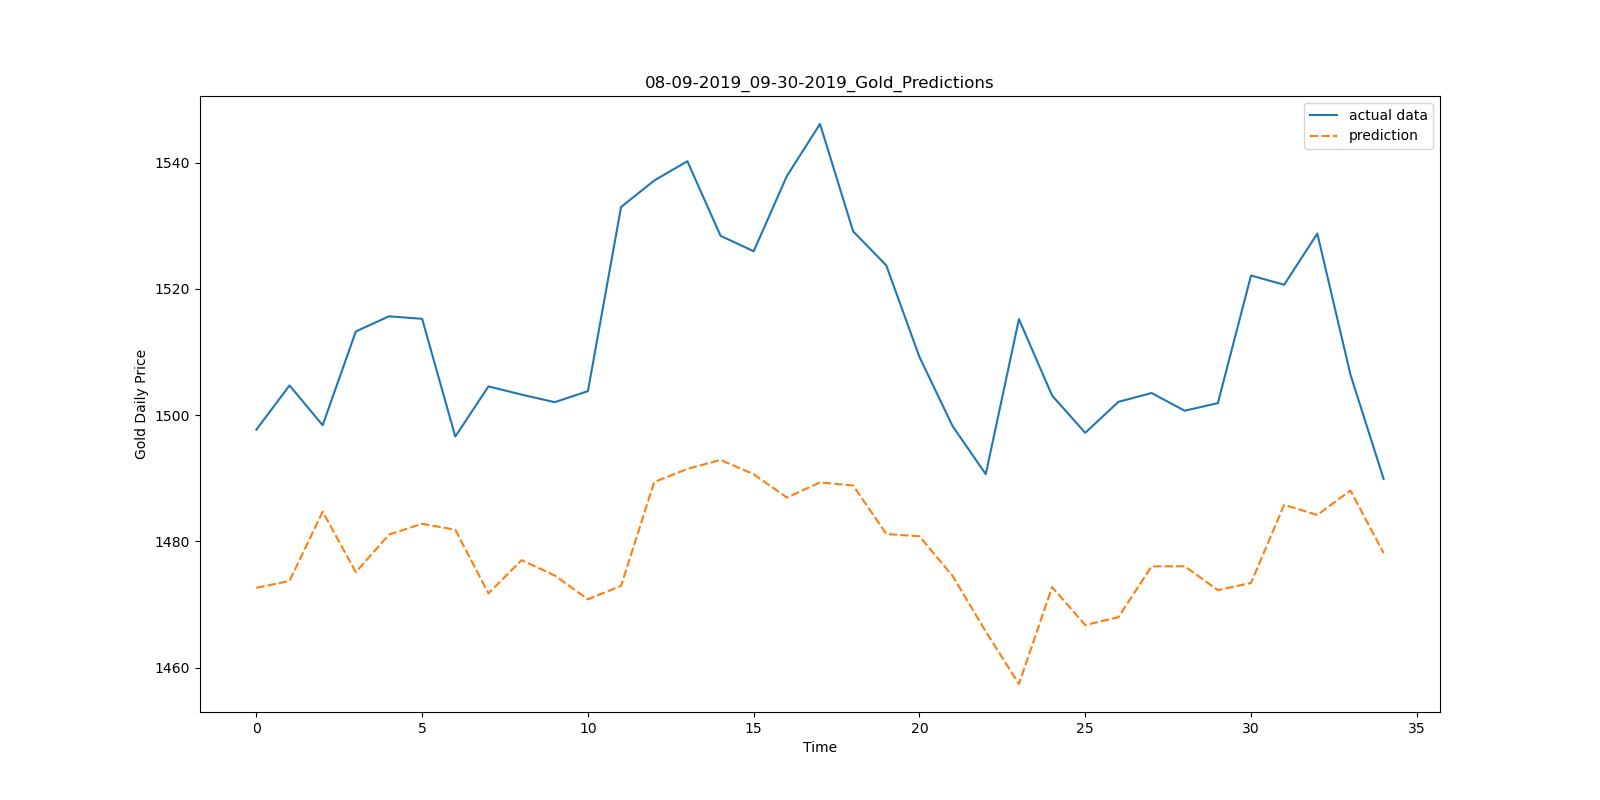 08-09-2019_09-30-2019_Gold_Predictions
actual data
prediction
1540
1520
1500
1480
1460
Gold Daily Price
0 5 10 15 20 25 30 35
Time